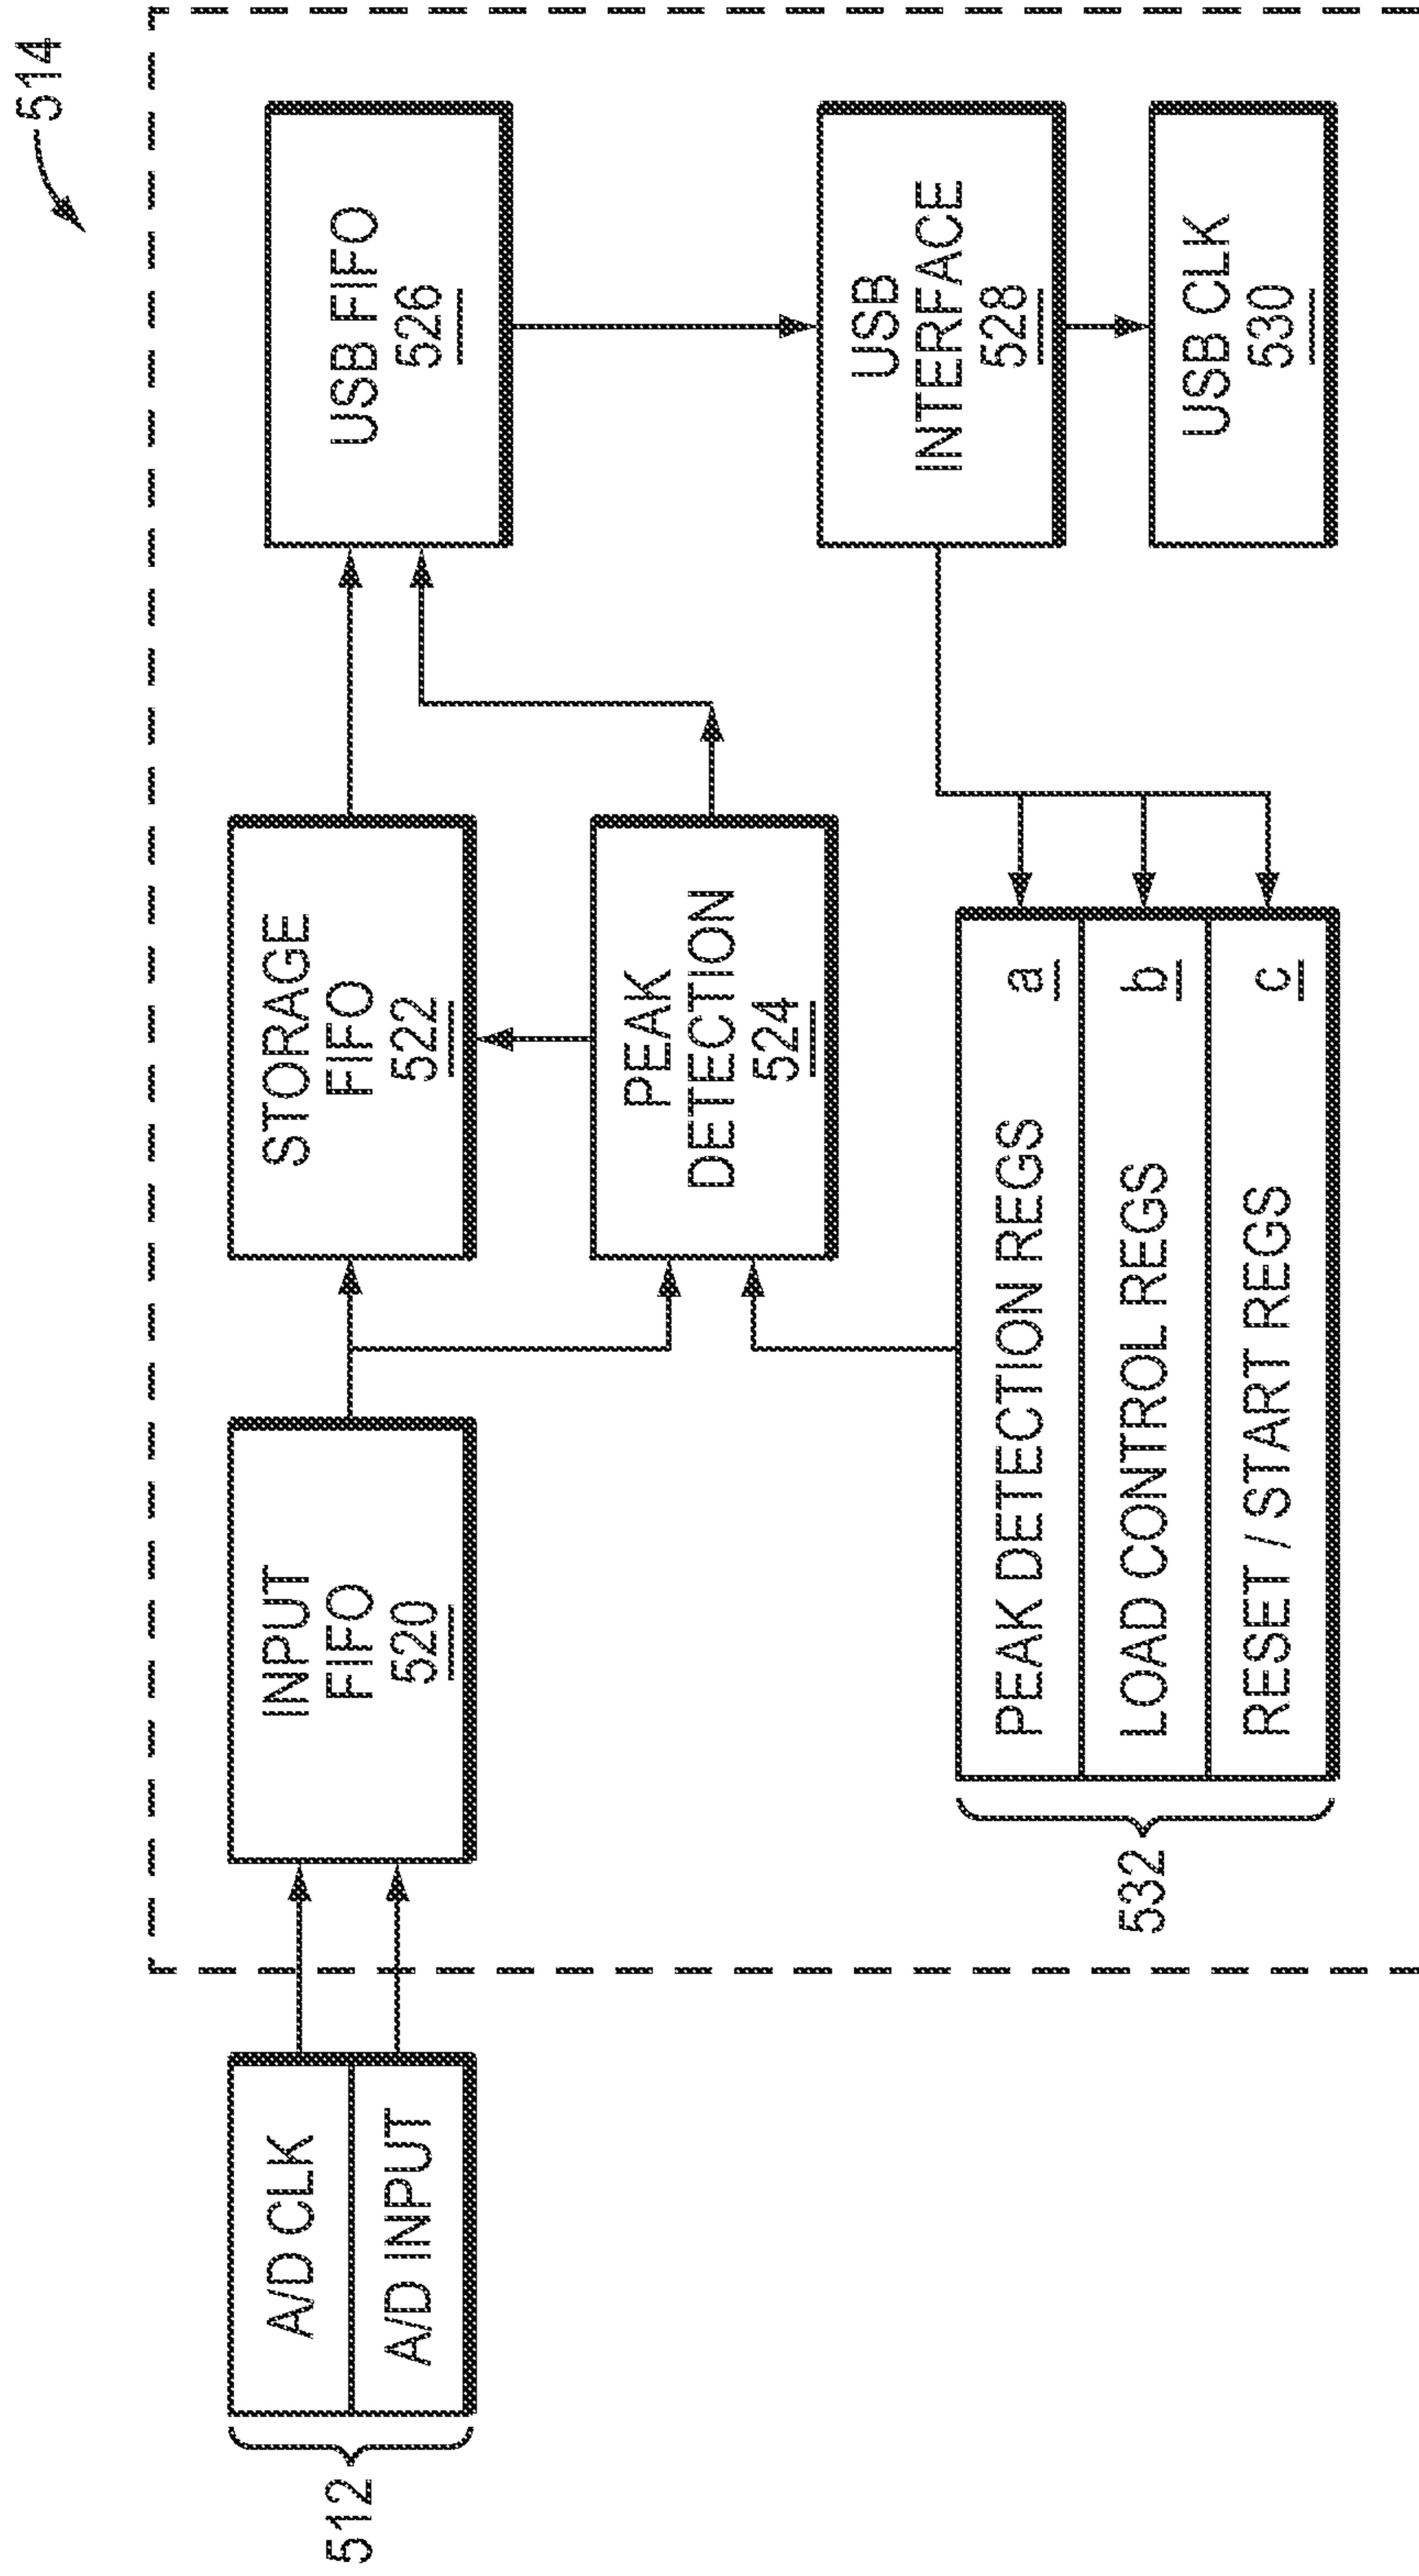 514
512
A/D CLK
A/D INPUT
INPUT
FIFO
520
STORAGE
FIFO
522
PEAK
DETECTION
524
USB FIFO
526
USB
INTERFACE
528
USB CLK
530
532
PEAK DETECTION REGS a
LOAD CONTROL REGS b
RESET / START REGS c